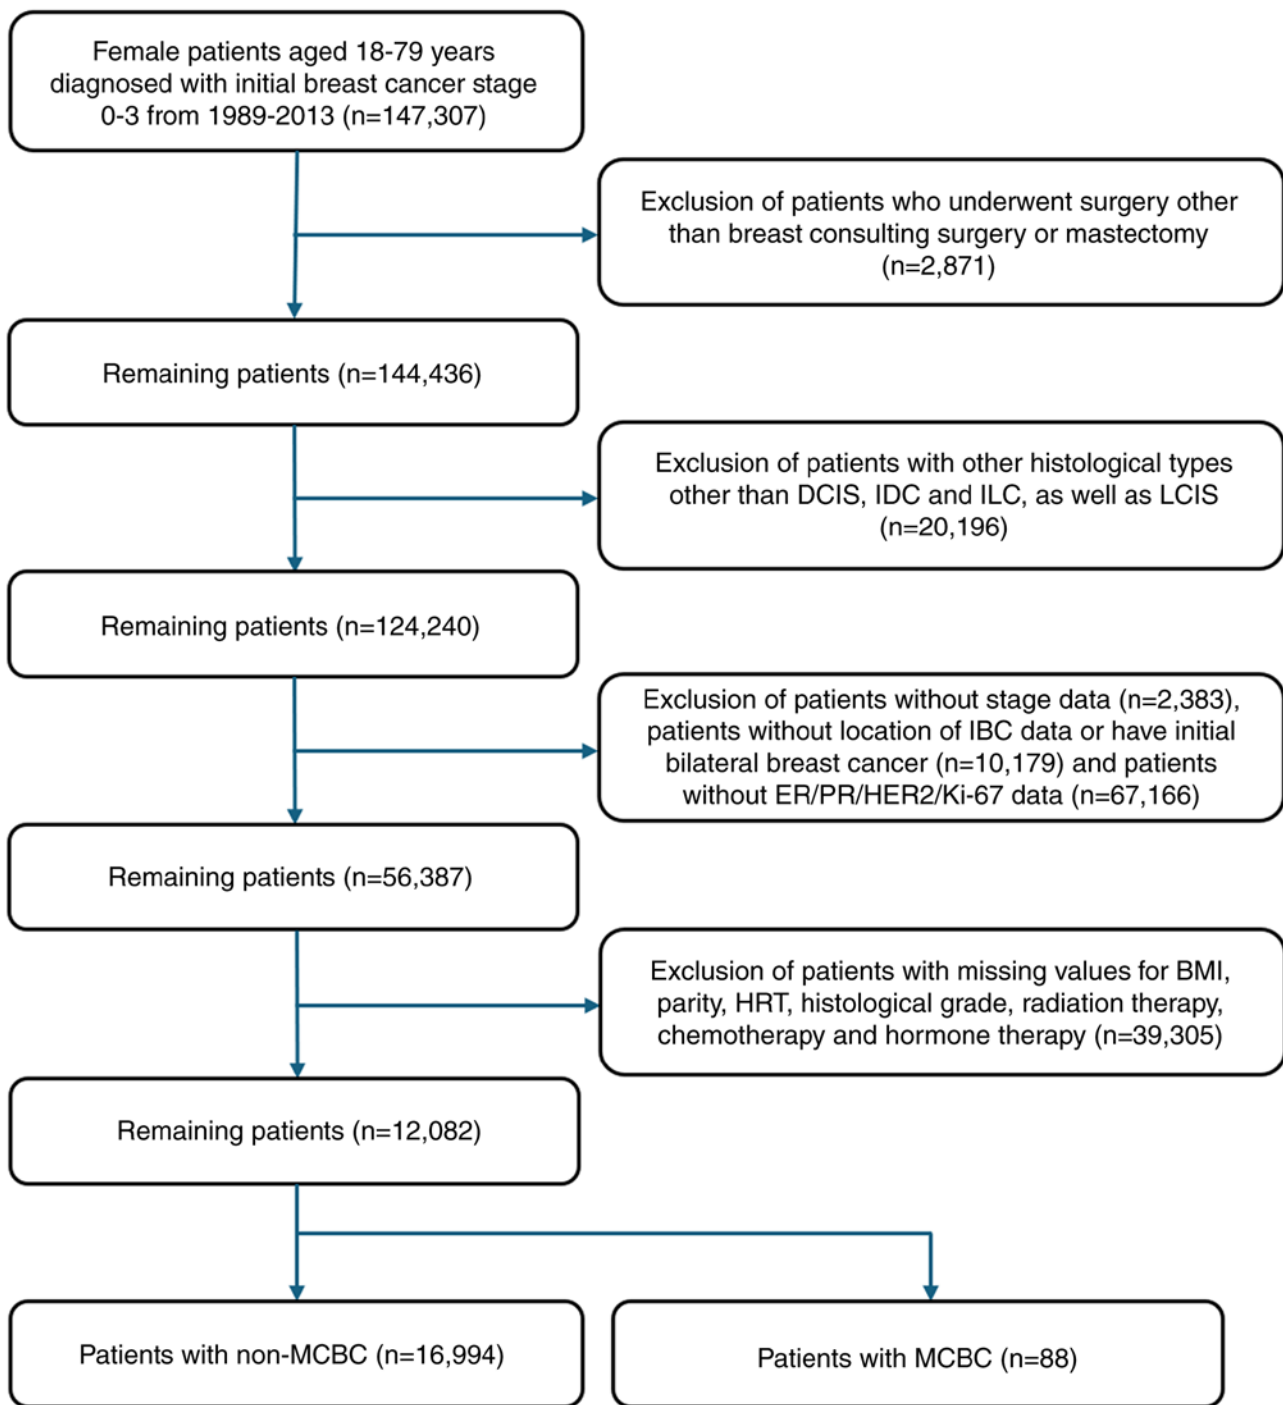 Female patients aged 18-79 years
diagnosed with initial breast cancer stage
0-3 from 1989-2013 (n=147,307)
Exclusion of patients who underwent surgery other
than breast consulting surgery or mastectomy
(n=2,871)
Remaining patients (n=144,436)
Exclusion of patients with other histological types
other than DCIS, IDC and ILC, as well as LCIS
(n=20,196)
Remaining patients (n=124,240)
Exclusion of patients without stage data (n=2,383),
patients without location of IBC data or have initial
bilateral breast cancer (n=10,179) and patients
without ER/PR/HER2/Ki-67 data (n=67,166)
Remaining patients (n=56,387)
Exclusion of patients with missing values for BMI,
parity, HRT, histological grade, radiation therapy,
chemotherapy and hormone therapy (n=39,305)
Remaining patients (n=12,082)
Patients with non-MCBC (n=16,994)
Patients with MCBC (n=88)